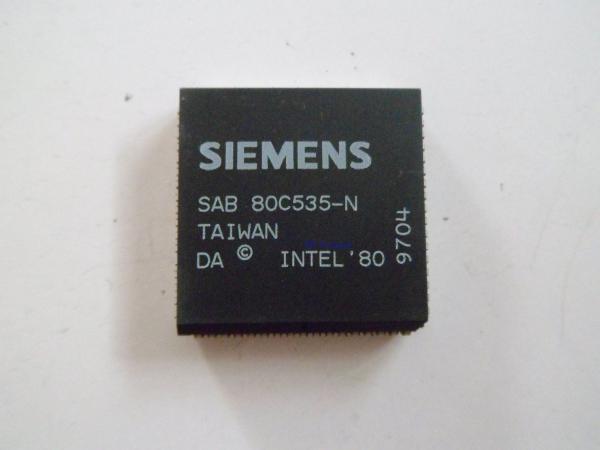 SIEMENS
SAB 80C535-N
TAIWAN
DA © INTEL '80
9704